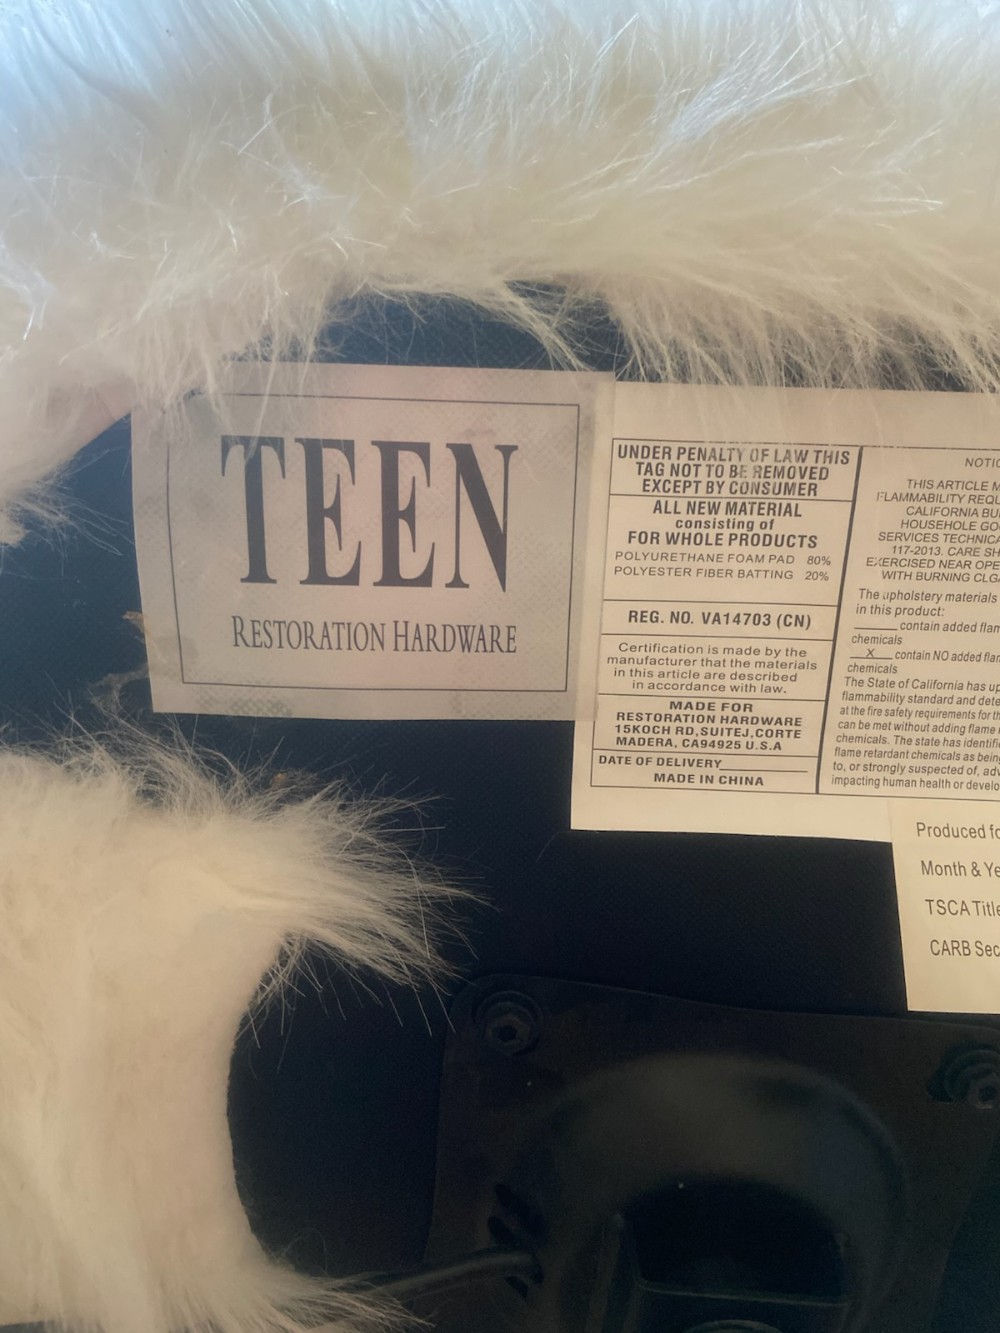 TEEN
RESTORATION HARDWARE
UNDER PENALTY OF LAW THIS
TAG NOT TO BE REMOVED
EXCEPT BY CONSUMER
ALL NEW MATERIAL
consisting of
FOR WHOLE PRODUCTS
POLYURETHANE FOAM PAD 80%
POLYESTER FIBER BATTING 20%
REG. NO. VA14703 (CN)
Certification is made by the
manufacturer that the materials
in this article are described
in accordance with law.
MADE FOR
RESTORATION HARDWARE
15KOCH RD,SUITEJ,CORTE
MADERA, CA94925 U.S.A
DATE OF DELIVERY
MADE IN CHINA
THIS ARTICLE
FLAMMABILITY
CALIFORNIA
HOUSEHOLD
SERVICES
117-2013. CARE
EXERCISED NEAR
WITH BURNING
The upholstery materials
in this product:
contain added
chemicals
X contain NO added
chemicals
The State of California has
flammability standard and
at the fire safety requirements for
can be met without adding flame
chemicals. The state has
flame retardant chemicals as
to, or strongly suspected of,
impacting human health or
Produced
Month &
TSCA
CARB